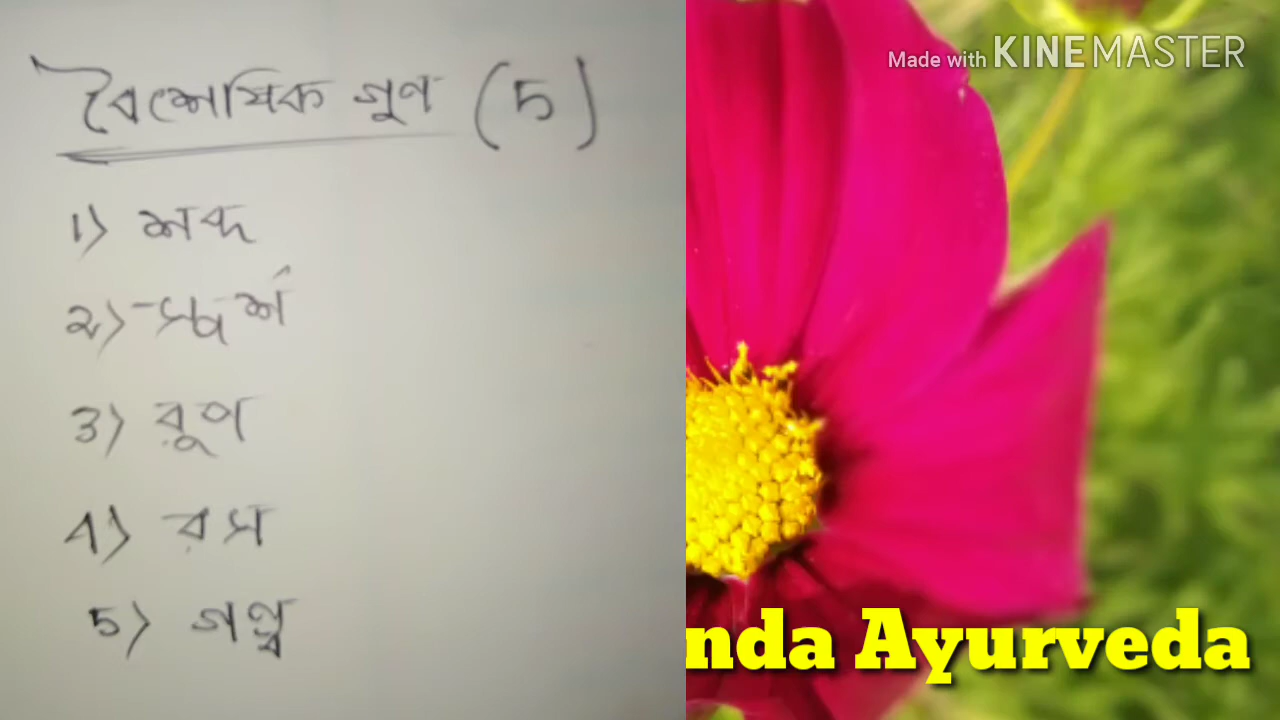 বৈশেষিক গুণ (5)
1) শব্দ
2) স্পর্শ
3) রূপ
4) রস
5) গন্ধ
Made with KINEMASTER
nda Ayurveda